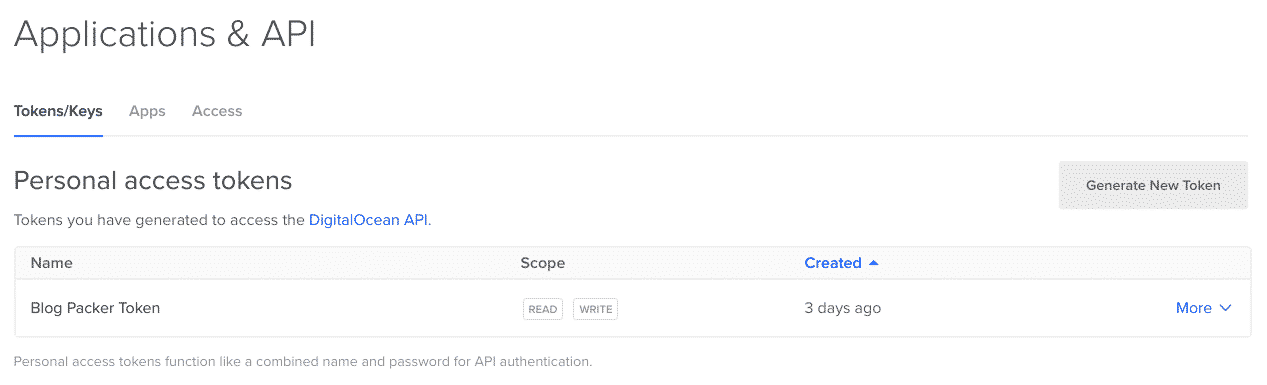 Applications & API
Tokens/Keys Apps Access
Personal access tokens
Generate New Token
Tokens you have generated to access the DigitalOcean API.
Name Scope Created
Blog Packer Token READ WRITE 3 days ago More
Personal access tokens function like a combined name and password for API authentication.